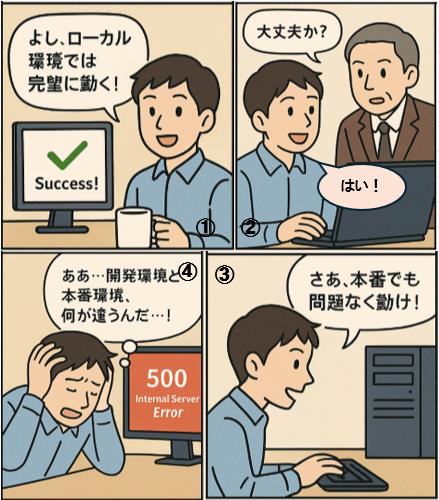 よし、ローカル
環境では
完望に動く！
Success!
①
大丈夫か？
はい！
②
③
さあ、本番でも
問題なく動け！
④
ああ…開発環境と
本番環境、
何が違うんだ…！
500
Internal Server
Error